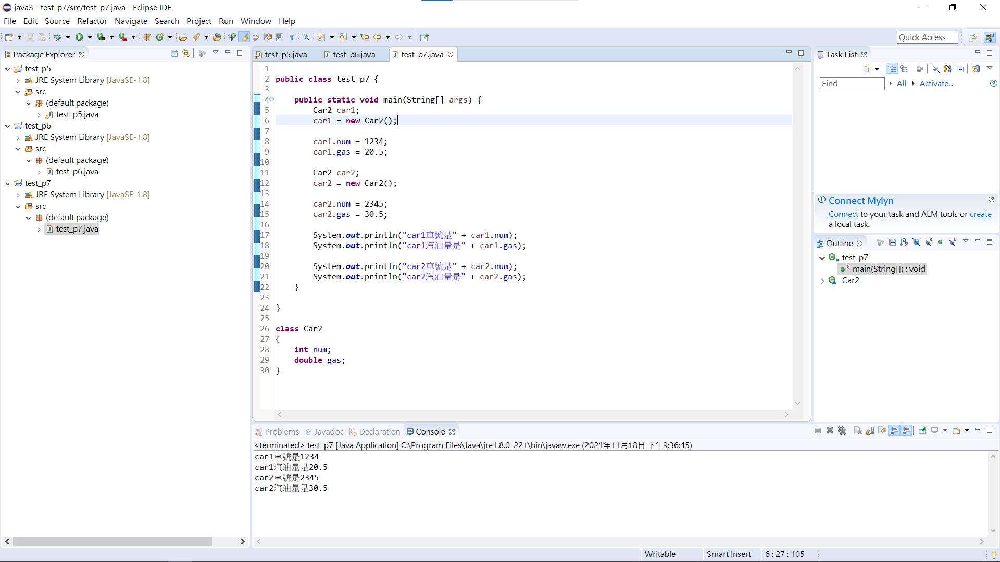 java3 - test_p7/src/test_p7.java - Eclipse IDE
File Edit Source Refactor Navigate Search Project Run Window Help
Quick Access
Package Explorer
test_p5
JRE System Library [JavaSE-1.8]
src
(default package)
test_p5.java
test_p6
JRE System Library [JavaSE-1.8]
src
(default package)
test_p6.java
test_p7
JRE System Library [JavaSE-1.8]
src
(default package)
test_p7.java
test_p5.java test_p6.java test_p7.java
1
2 public class test_p7 {
3
4 public static void main(String[] args) {
5 Car2 car1;
6 car1 = new Car2();
7
8 car1.num = 1234;
9 car1.gas = 20.5;
10
11 Car2 car2;
12 car2 = new Car2();
13
14 car2.num = 2345;
15 car2.gas = 30.5;
16
17 System.out.println("car1車號是" + car1.num);
18 System.out.println("car1汽油量是" + car1.gas);
19
20 System.out.println("car2車號是" + car2.num);
21 System.out.println("car2汽油量是" + car2.gas);
22 }
23
24 }
25
26 class Car2
27 {
28 int num;
29 double gas;
30 }
Task List
Find All Activate...
Connect Mylyn
Connect to your task and ALM tools or create
a local task.
Outline
test_p7
main(String[]) : void
Car2
Problems @ Javadoc Declaration Console
<terminated> test_p7 [Java Application] C:\Program Files\Java\jre1.8.0_221\bin\javaw.exe (2021年11月18日 下午9:36:45)
car1車號是1234
car1汽油量是20.5
car2車號是2345
car2汽油量是30.5
Writable Smart Insert 6 : 27 : 105